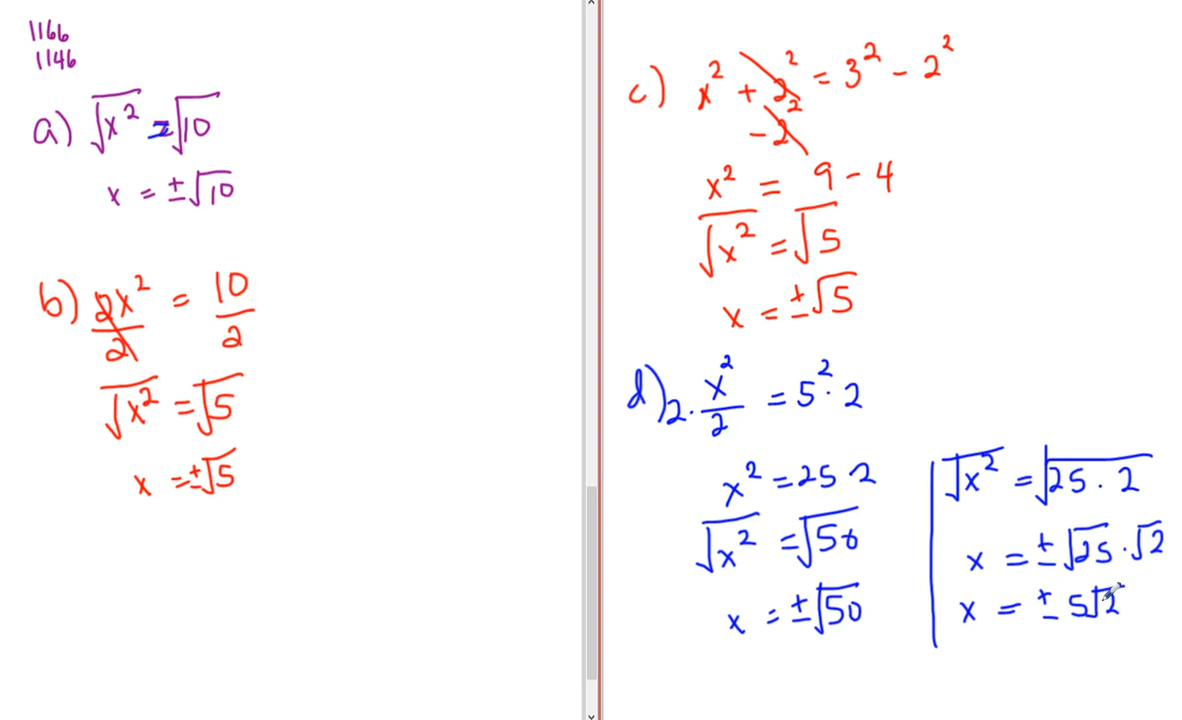 1166
1146
a) √x² = √10
x = ±√10
b) 2x²/2 = 10/2
√x² = √5
x = ±√5
c) x² + 2² = 3² - 2²
- 2²
x² = 9 - 4
√x² = √5
x = ±√5
d) 2 · x²/2 = 5² · 2
x² = 25 · 2
√x² = √50
x = ±√50
√x² = √25 · 2
x = ±√25 · √2
x = ± 5√2